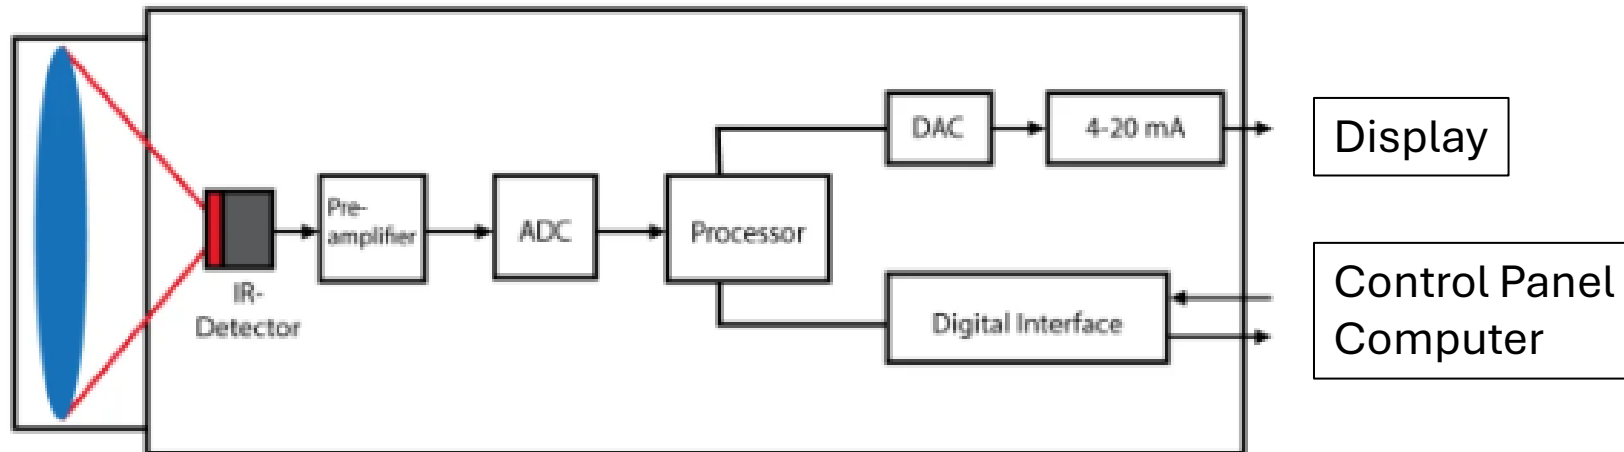 DAC
4-20 mA
Display
Pre-
amplifier
ADC
Processor
IR-
Detector
Digital Interface
Control Panel
Computer